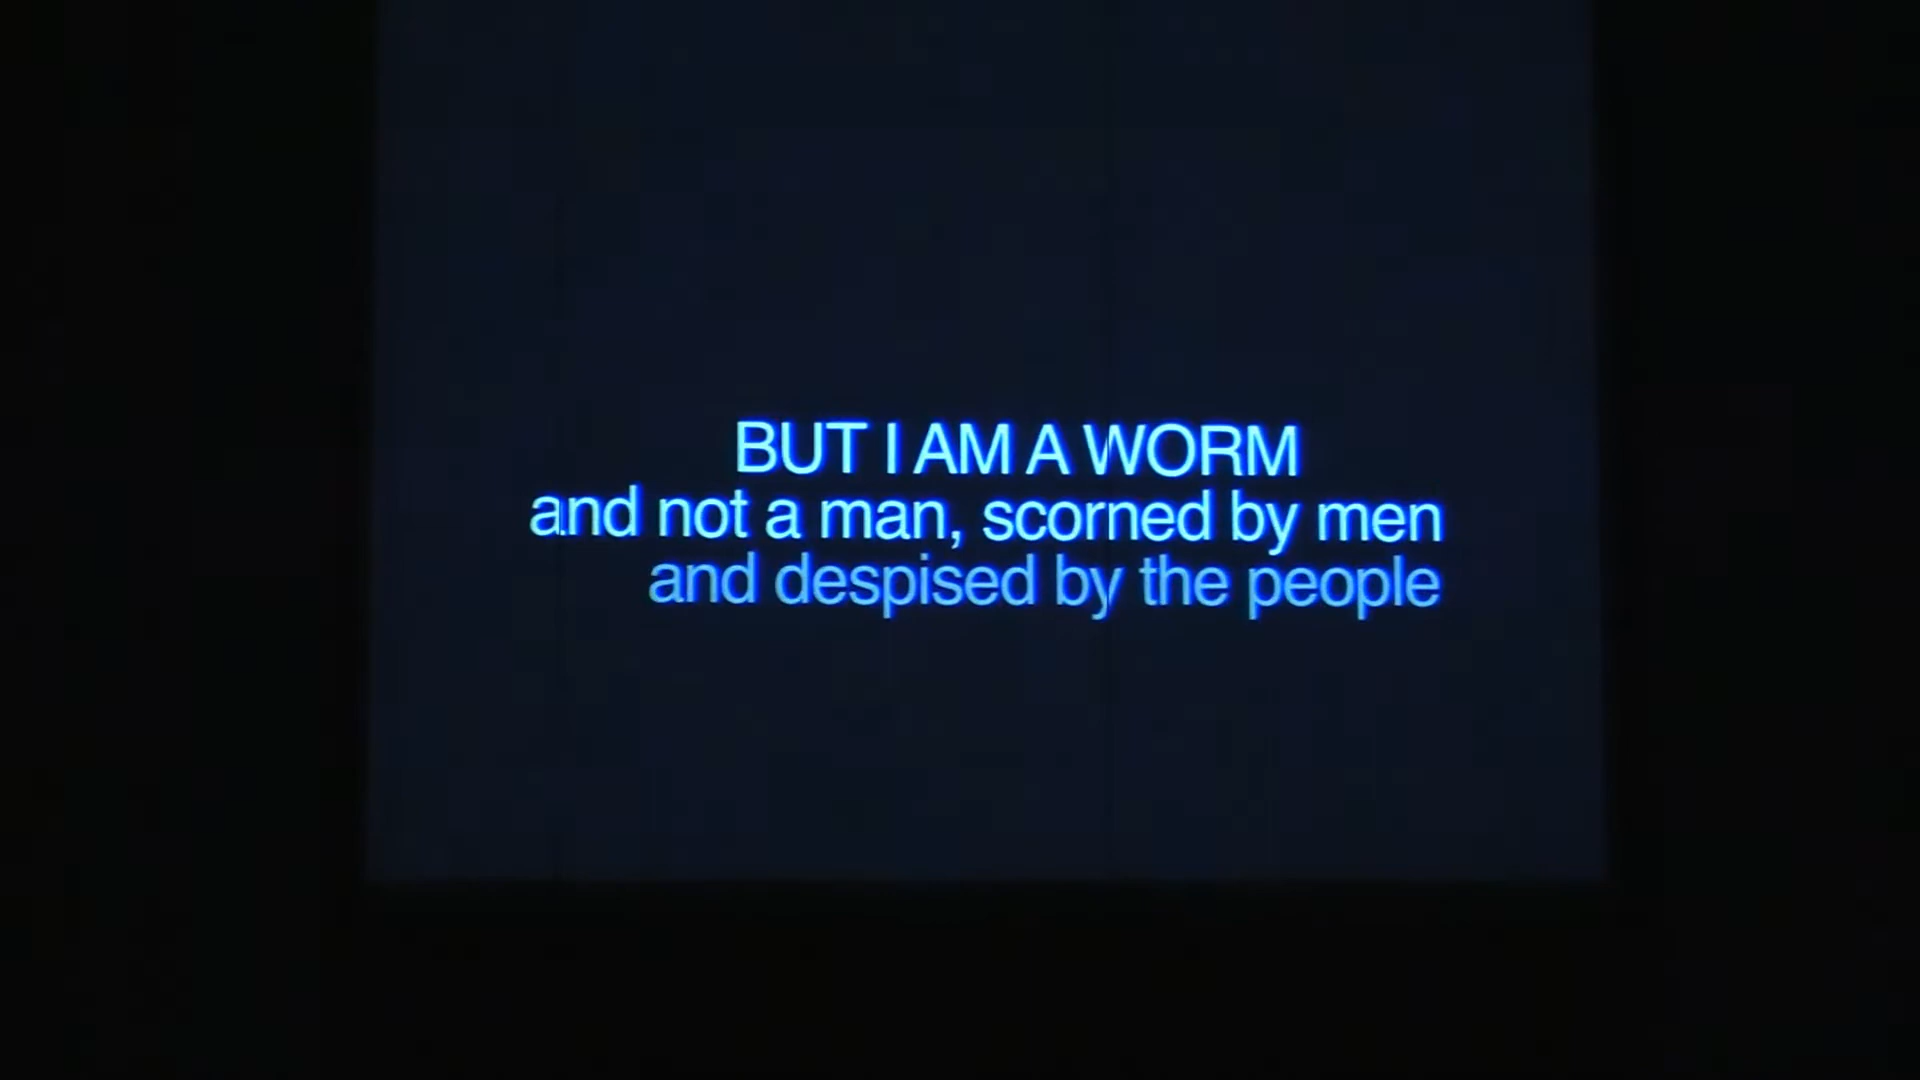 BUT I AM A WORM
and not a man, scorned by men
and despised by the people